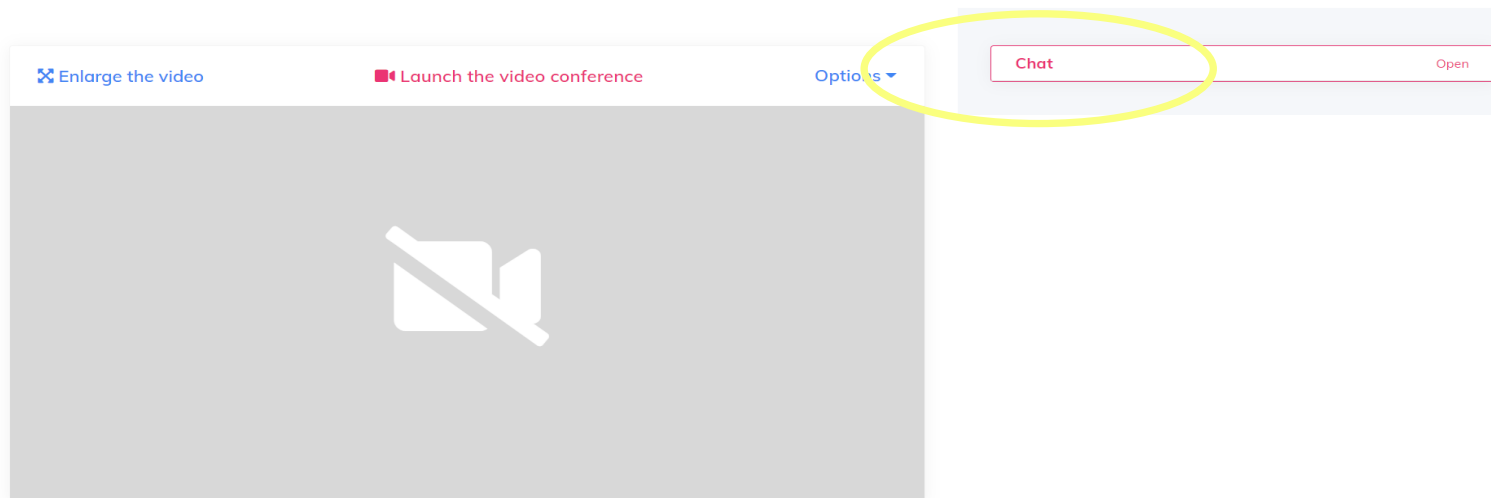 Enlarge the video
Launch the video conference
Options
Chat
Open